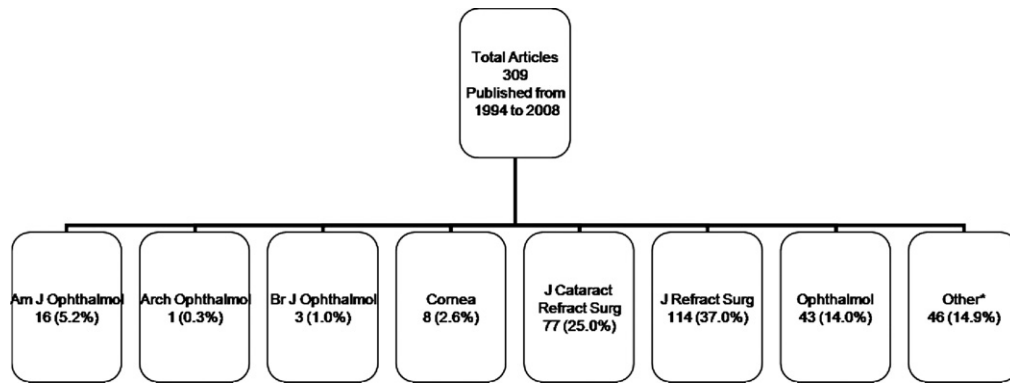 Total Articles
309
Published from
1994 to 2008
Am J Ophthalmol
16 (5.2%)
Arch Ophthalmol
1 (0.3%)
Br J Ophthalmol
3 (1.0%)
Cornea
8 (2.6%)
J Cataract
Refract Surg
77 (25.0%)
J Refract Surg
114 (37.0%)
Ophthalmol
43 (14.0%)
Other*
46 (14.9%)